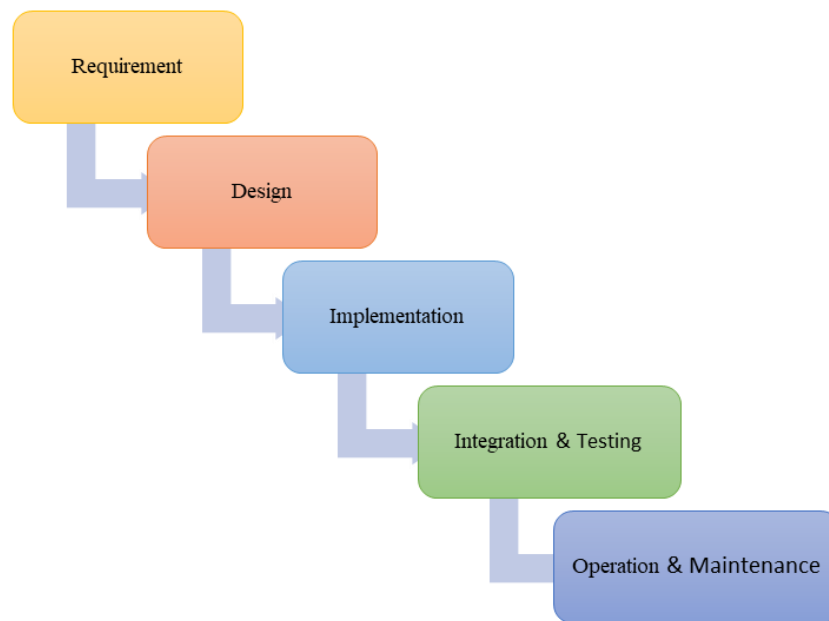 Requirement
Design
Implementation
Integration & Testing
Operation & Maintenance